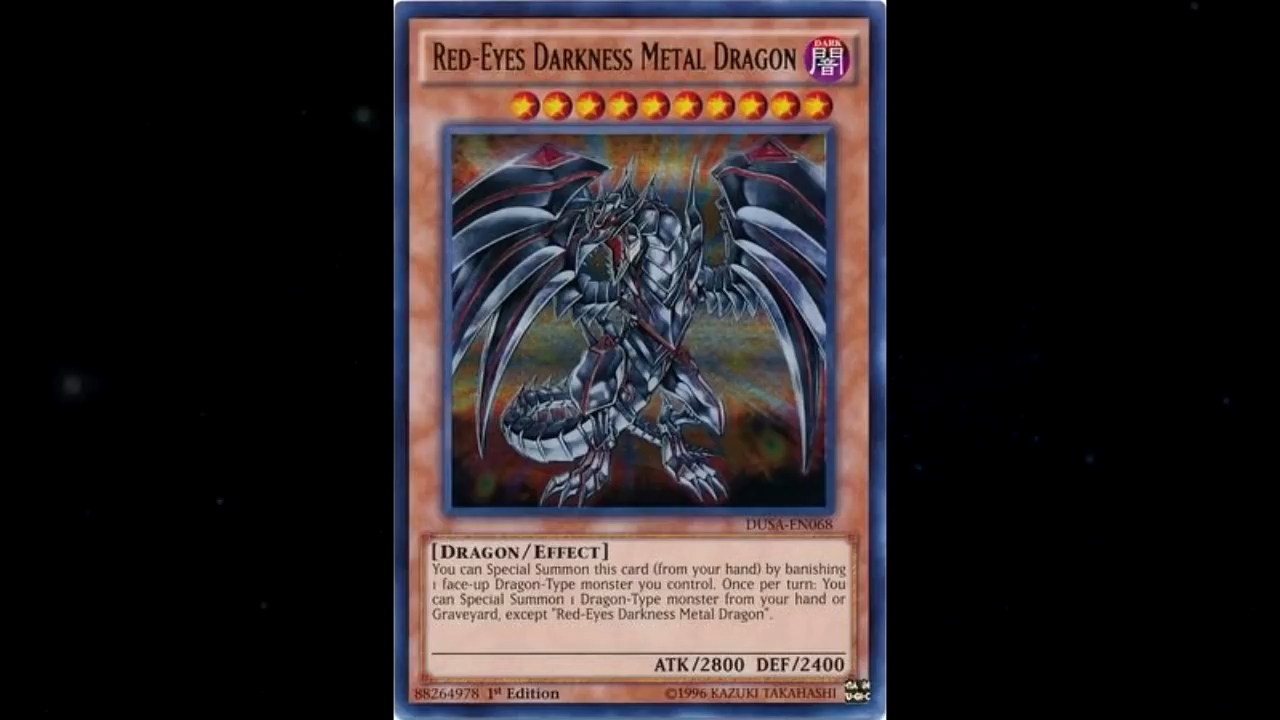 RED-EYES DARKNESS METAL DRAGON
DARK
闇
DUSA-EN068
[DRAGON/EFFECT]
You can Special Summon this card (from your hand) by banishing
1 face-up Dragon-Type monster you control. Once per turn: You
can Special Summon 1 Dragon-Type monster from your hand or
Graveyard, except "Red-Eyes Darkness Metal Dragon".
ATK/2800 DEF/2400
88264978 1st Edition
©1996 KAZUKI TAKAHASHI